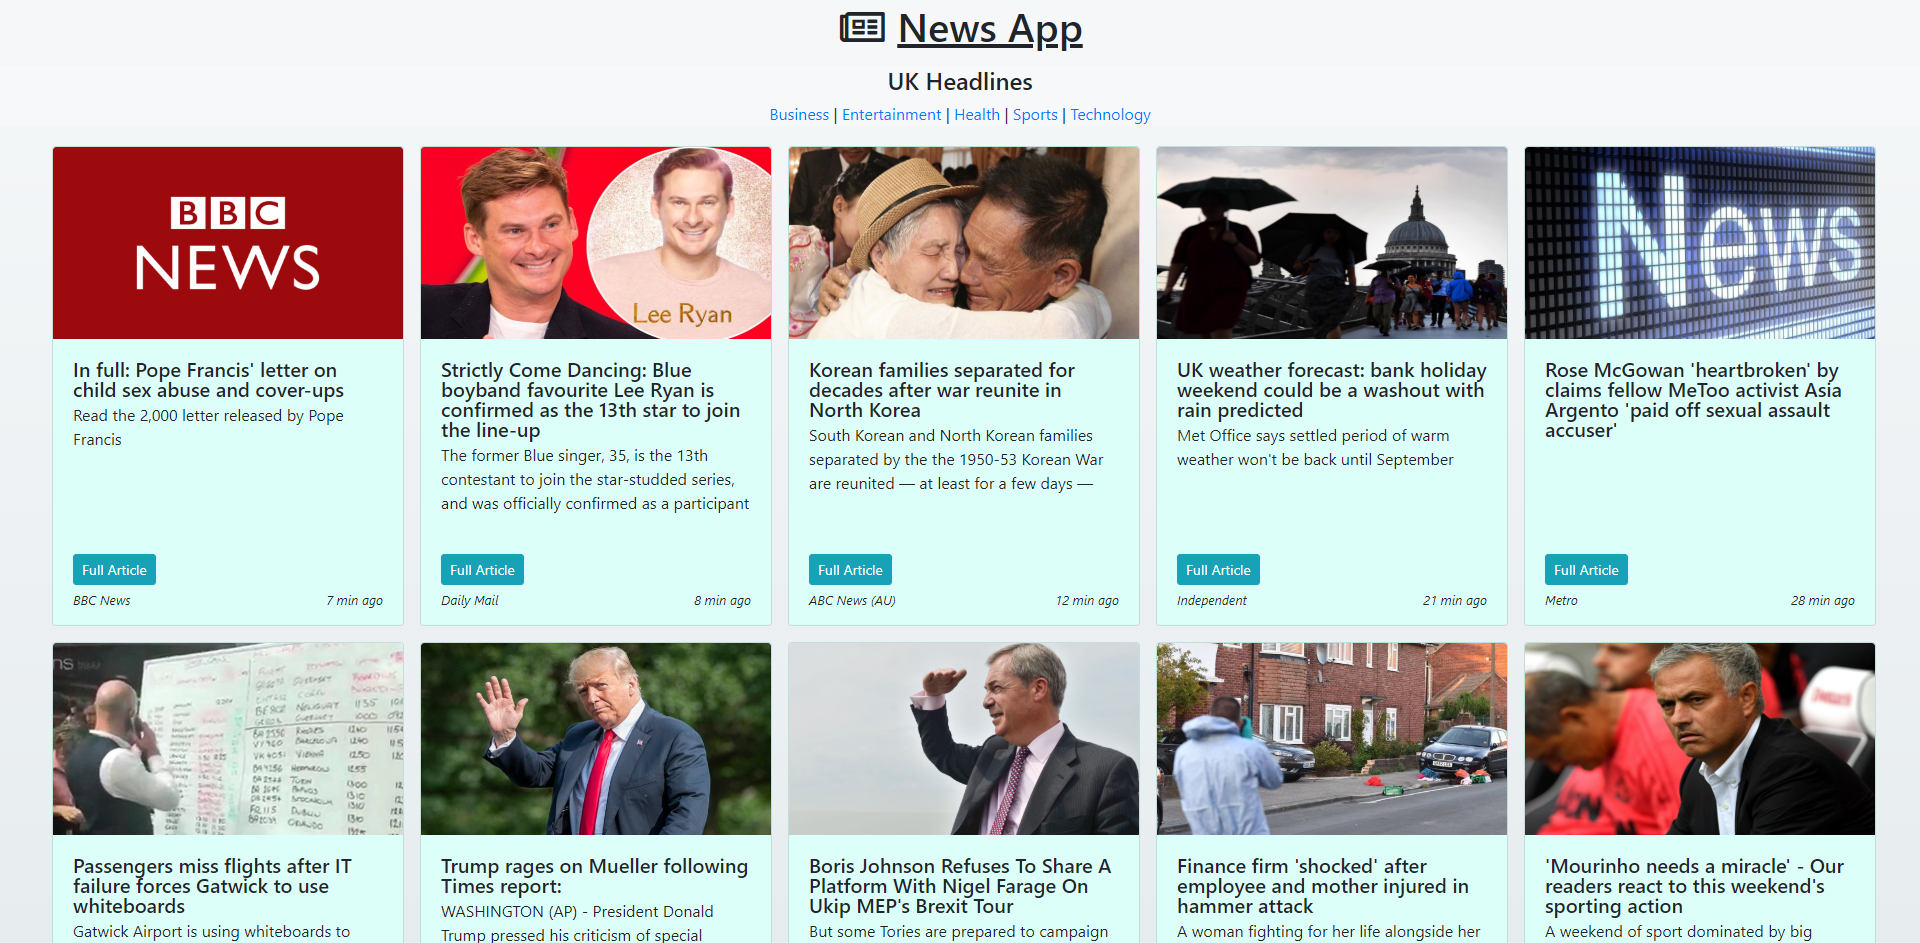 News App
UK Headlines
Business | Entertainment | Health | Sports | Technology
BBC
NEWS
Lee Ryan
News
In full: Pope Francis' letter on
child sex abuse and cover-ups
Read the 2,000 letter released by Pope
Francis
Full Article
BBC News 7 min ago
Strictly Come Dancing: Blue
boyband favourite Lee Ryan is
confirmed as the 13th star to join
the line-up
The former Blue singer, 35, is the 13th
contestant to join the star-studded series,
and was officially confirmed as a participant
Full Article
Daily Mail 8 min ago
Korean families separated for
decades after war reunite in
North Korea
South Korean and North Korean families
separated by the the 1950-53 Korean War
are reunited — at least for a few days —
Full Article
ABC News (AU) 12 min ago
UK weather forecast: bank holiday
weekend could be a washout with
rain predicted
Met Office says settled period of warm
weather won't be back until September
Full Article
Independent 21 min ago
Rose McGowan 'heartbroken' by
claims fellow MeToo activist Asia
Argento 'paid off sexual assault
accuser'
Full Article
Metro 28 min ago
Passengers miss flights after IT
failure forces Gatwick to use
whiteboards
Gatwick Airport is using whiteboards to
Trump rages on Mueller following
Times report:
WASHINGTON (AP) - President Donald
Trump pressed his criticism of special
Boris Johnson Refuses To Share A
Platform With Nigel Farage On
Ukip MEP's Brexit Tour
But some Tories are prepared to campaign
Finance firm 'shocked' after
employee and mother injured in
hammer attack
A woman fighting for her life alongside her
'Mourinho needs a miracle' - Our
readers react to this weekend's
sporting action
A weekend of sport dominated by big